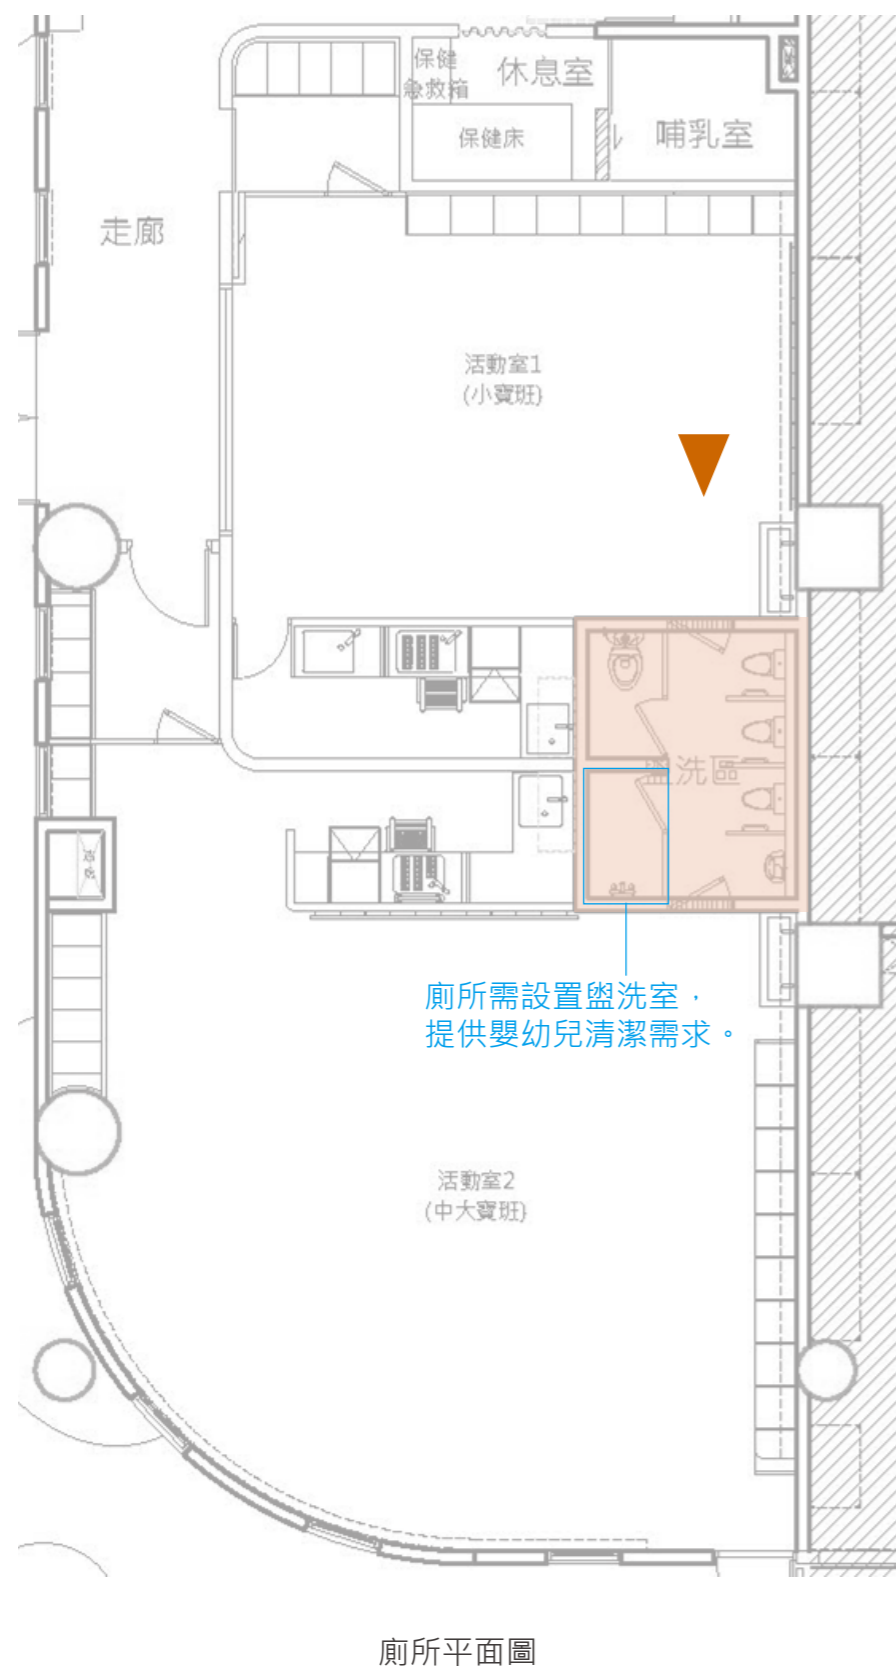 保健
急救箱
休息室
保健床
哺乳室
走廊
活動室1
(小寶班)
盥洗區
廁所需設置盥洗室，
提供嬰幼兒清潔需求。
活動室2
(中大寶班)
廁所平面圖